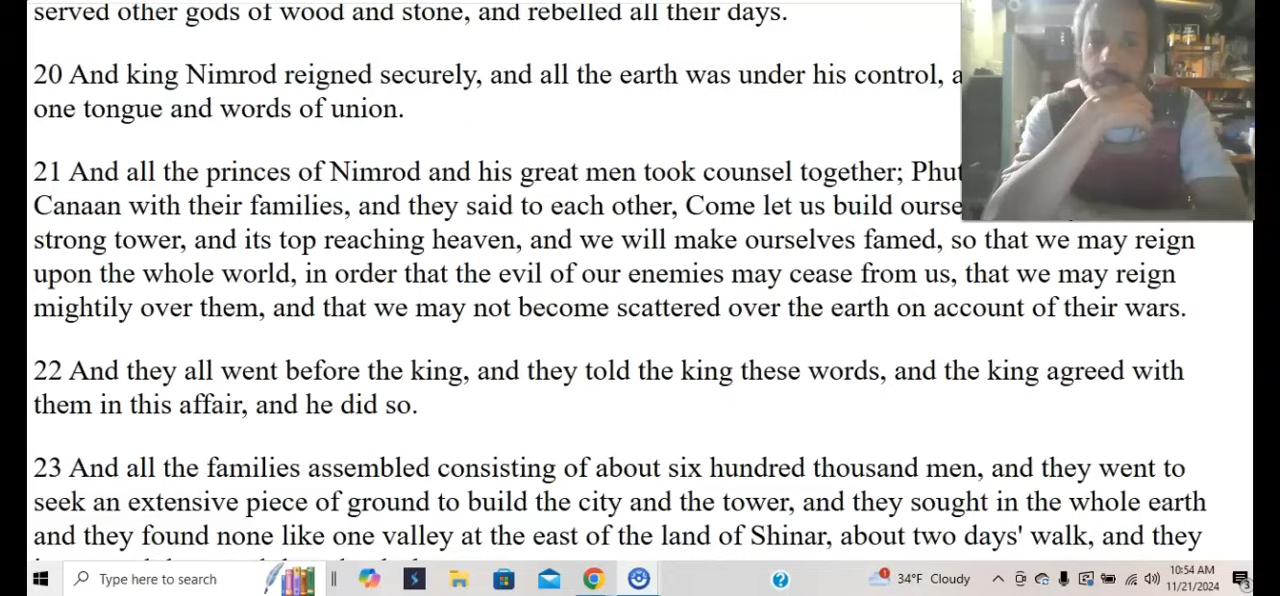 served other gods of wood and stone, and rebelled all their days.
20 And king Nimrod reigned securely, and all the earth was under his control, a
one tongue and words of union.
21 And all the princes of Nimrod and his great men took counsel together; Phut
Canaan with their families, and they said to each other, Come let us build ourse
strong tower, and its top reaching heaven, and we will make ourselves famed, so that we may reign
upon the whole world, in order that the evil of our enemies may cease from us, that we may reign
mightily over them, and that we may not become scattered over the earth on account of their wars.
22 And they all went before the king, and they told the king these words, and the king agreed with
them in this affair, and he did so.
23 And all the families assembled consisting of about six hundred thousand men, and they went to
seek an extensive piece of ground to build the city and the tower, and they sought in the whole earth
and they found none like one valley at the east of the land of Shinar, about two days' walk, and they
Type here to search
34°F Cloudy
10:54 AM
11/21/2024